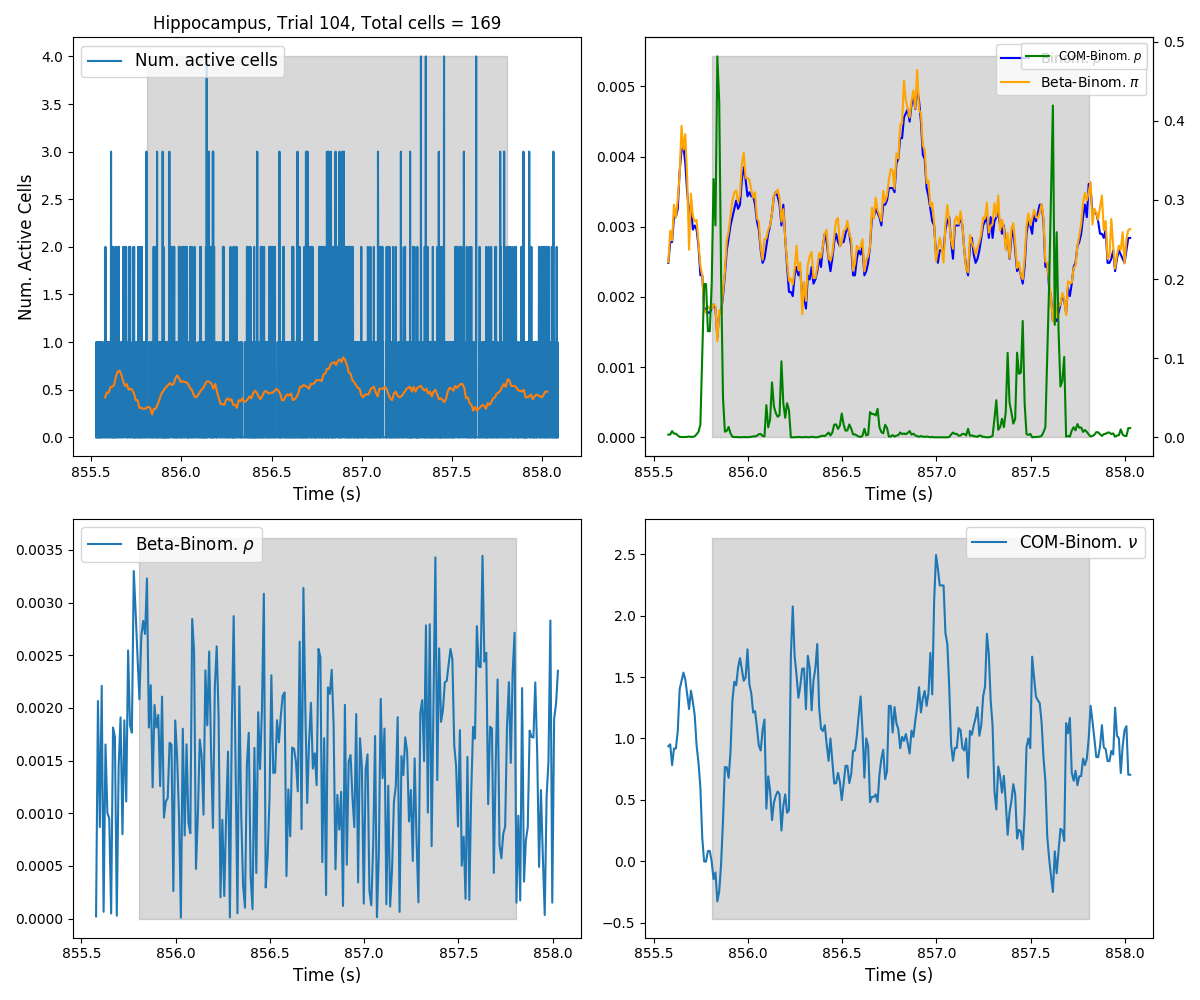 Hippocampus, Trial 104, Total cells = 169
Num. active cells
Num. Active Cells
4.0
3.5
3.0
2.5
2.0
1.5
1.0
0.5
0.0
855.5 856.0 856.5 857.0 857.5 858.0
Time (s)
COM-Binom. p
Beta-Binom. π
0.005
0.004
0.003
0.002
0.001
0.000
0.5
0.4
0.3
0.2
0.1
0.0
855.5 856.0 856.5 857.0 857.5 858.0
Time (s)
Beta-Binom. ρ
0.0035
0.0030
0.0025
0.0020
0.0015
0.0010
0.0005
0.0000
855.5 856.0 856.5 857.0 857.5 858.0
Time (s)
COM-Binom. ν
2.5
2.0
1.5
1.0
0.5
0.0
−0.5
855.5 856.0 856.5 857.0 857.5 858.0
Time (s)